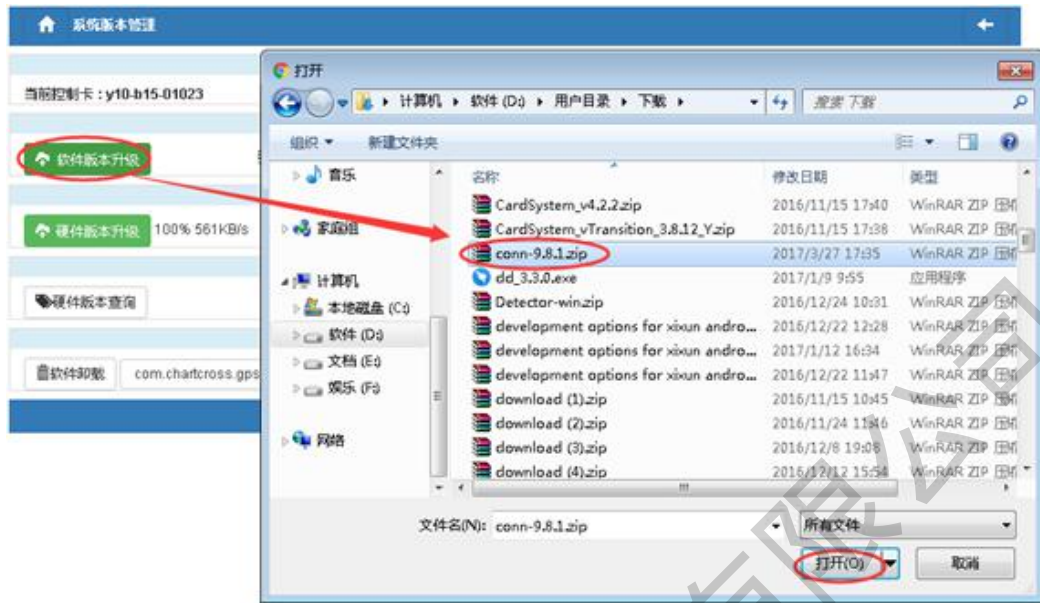 系统版本管理
当前控制卡：y10-b15-01023
软件版本升级
硬件版本升级 100% 561KB/s
硬件版本查询
软件卸载 com.chartcross.gps
打开
计算机 软件 (D:) 用户目录 下载 搜索 下载
组织 新建文件夹
音乐
家庭组
计算机
本地磁盘 (C:)
软件 (D:)
文档 (E:)
娱乐 (F:)
网络
名称 修改日期 类型
CardSystem_v4.2.2.zip 2016/11/15 17:40 WinRAR ZIP 压缩
CardSystem_vTransition_3.8.12_Y.zip 2016/11/15 17:38 WinRAR ZIP 压缩
conn-9.8.1.zip 2017/3/27 17:35 WinRAR ZIP 压缩
dd_3.3.0.exe 2017/1/9 9:55 应用程序
Detector-win.zip 2016/12/24 10:31 WinRAR ZIP 压缩
development options for xixun andro... 2016/12/22 12:28 WinRAR ZIP 压缩
development options for xixun andro... 2017/1/12 16:34 WinRAR ZIP 压缩
development options for xixun andro... 2016/12/22 11:47 WinRAR ZIP 压缩
download (1).zip 2016/11/15 10:45 WinRAR ZIP 压缩
download (2).zip 2016/11/24 11:46 WinRAR ZIP 压缩
download (3).zip 2016/12/8 19:08 WinRAR ZIP 压缩
download (4).zip 2016/12/12 15:54 WinRAR ZIP 压缩
文件名(N): conn-9.8.1.zip 所有文件
打开(O) 取消
有限公司